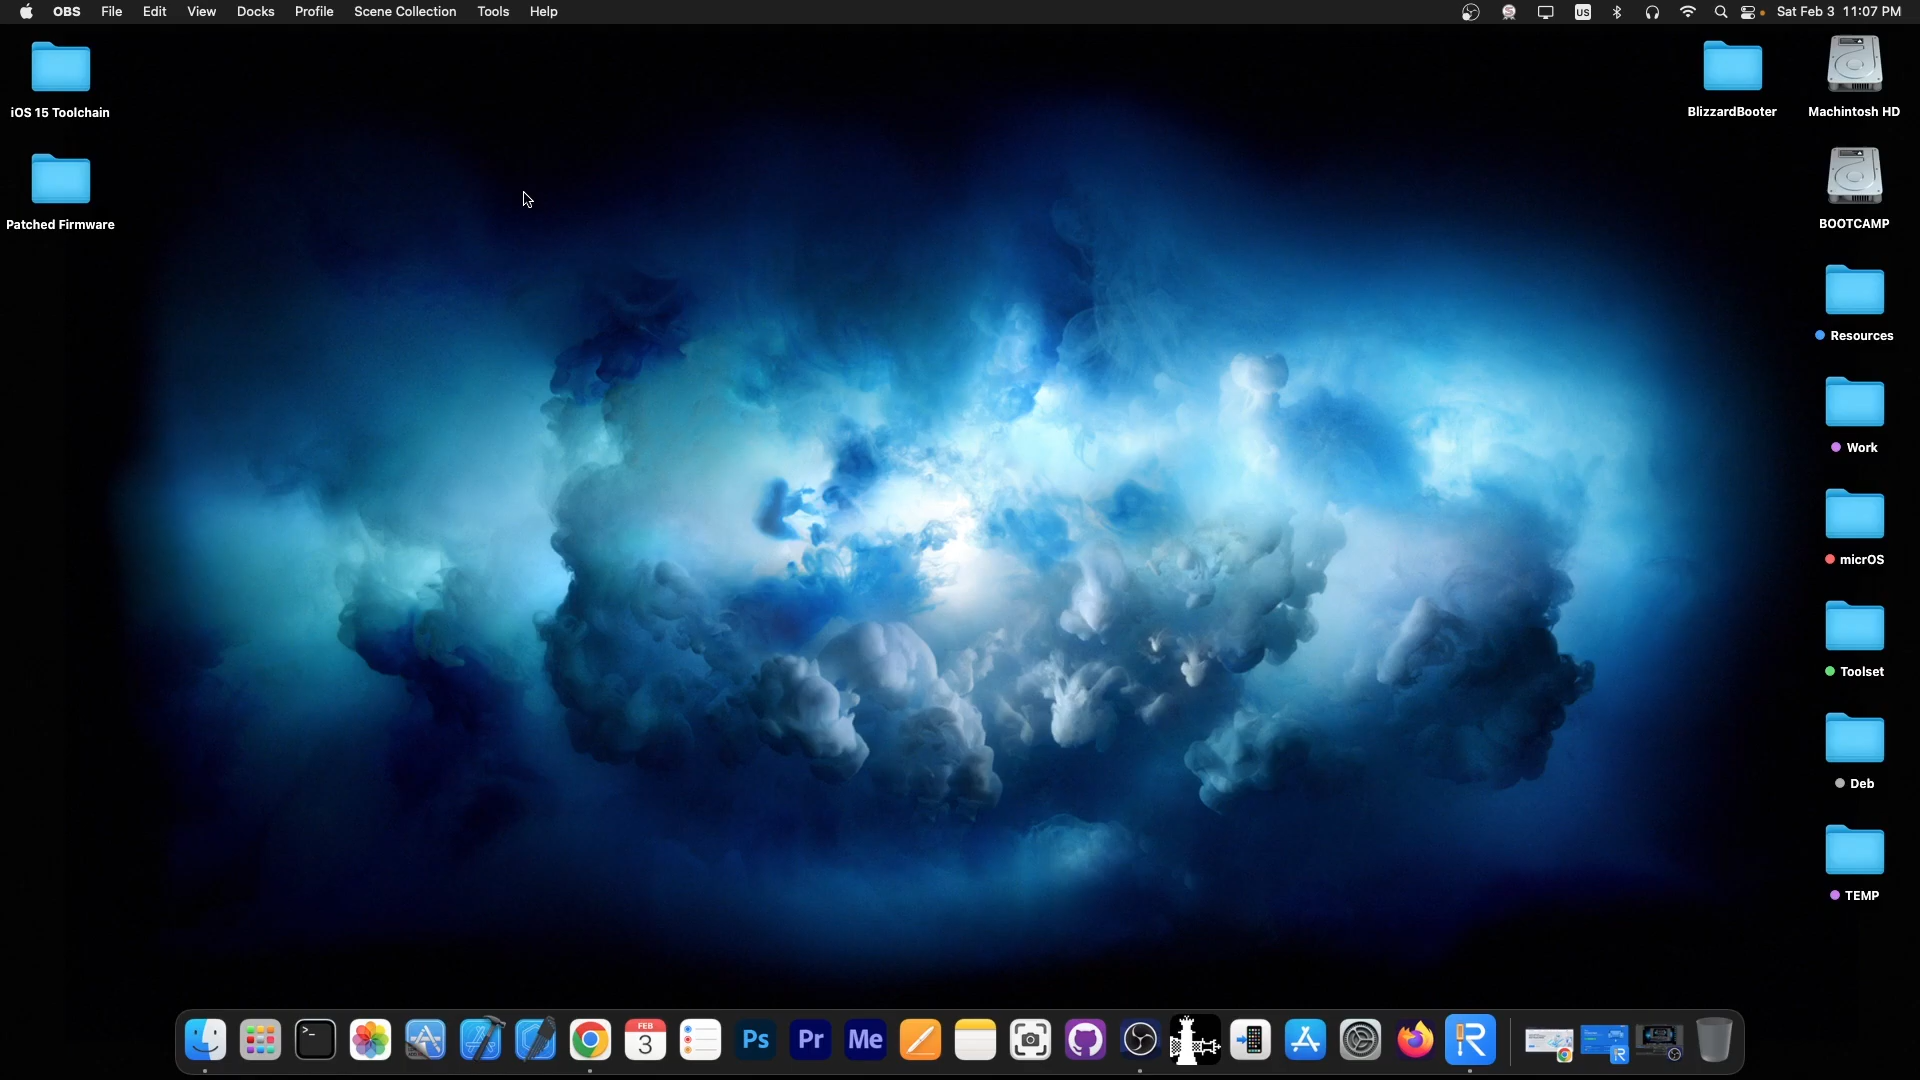 OBS File Edit View Docks Profile Scene Collection Tools Help US Sat Feb 3 11:07 PM
iOS 15 Toolchain
Patched Firmware
BlizzardBooter
Machintosh HD
BOOTCAMP
Resources
Work
micrOS
Toolset
Deb
TEMP
>_
FEB
3
Ps
Pr
Me
R